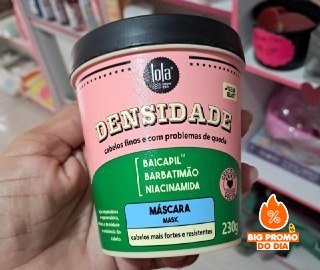 lola
DENSIDADE
cabelos finos e com problemas de queda
BAICAPIL™
BARBATIMÃO
NIACINAMIDA
MÁSCARA
MASK
230g
cabelos mais fortes e resistentes
%
BIG PROMO
DO DIA